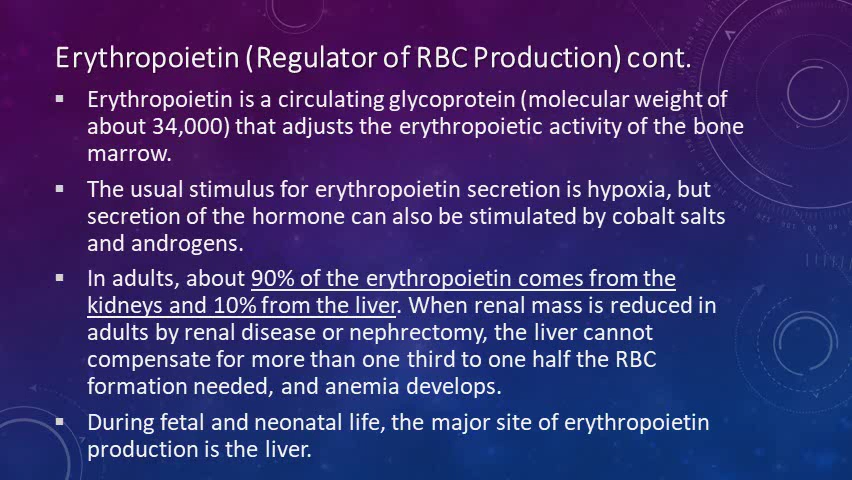 Erythropoietin (Regulator of RBC Production) cont.
▪ Erythropoietin is a circulating glycoprotein (molecular weight of
about 34,000) that adjusts the erythropoietic activity of the bone
marrow.
▪ The usual stimulus for erythropoietin secretion is hypoxia, but
secretion of the hormone can also be stimulated by cobalt salts
and androgens.
▪ In adults, about 90% of the erythropoietin comes from the
kidneys and 10% from the liver. When renal mass is reduced in
adults by renal disease or nephrectomy, the liver cannot
compensate for more than one third to one half the RBC
formation needed, and anemia develops.
▪ During fetal and neonatal life, the major site of erythropoietin
production is the liver.